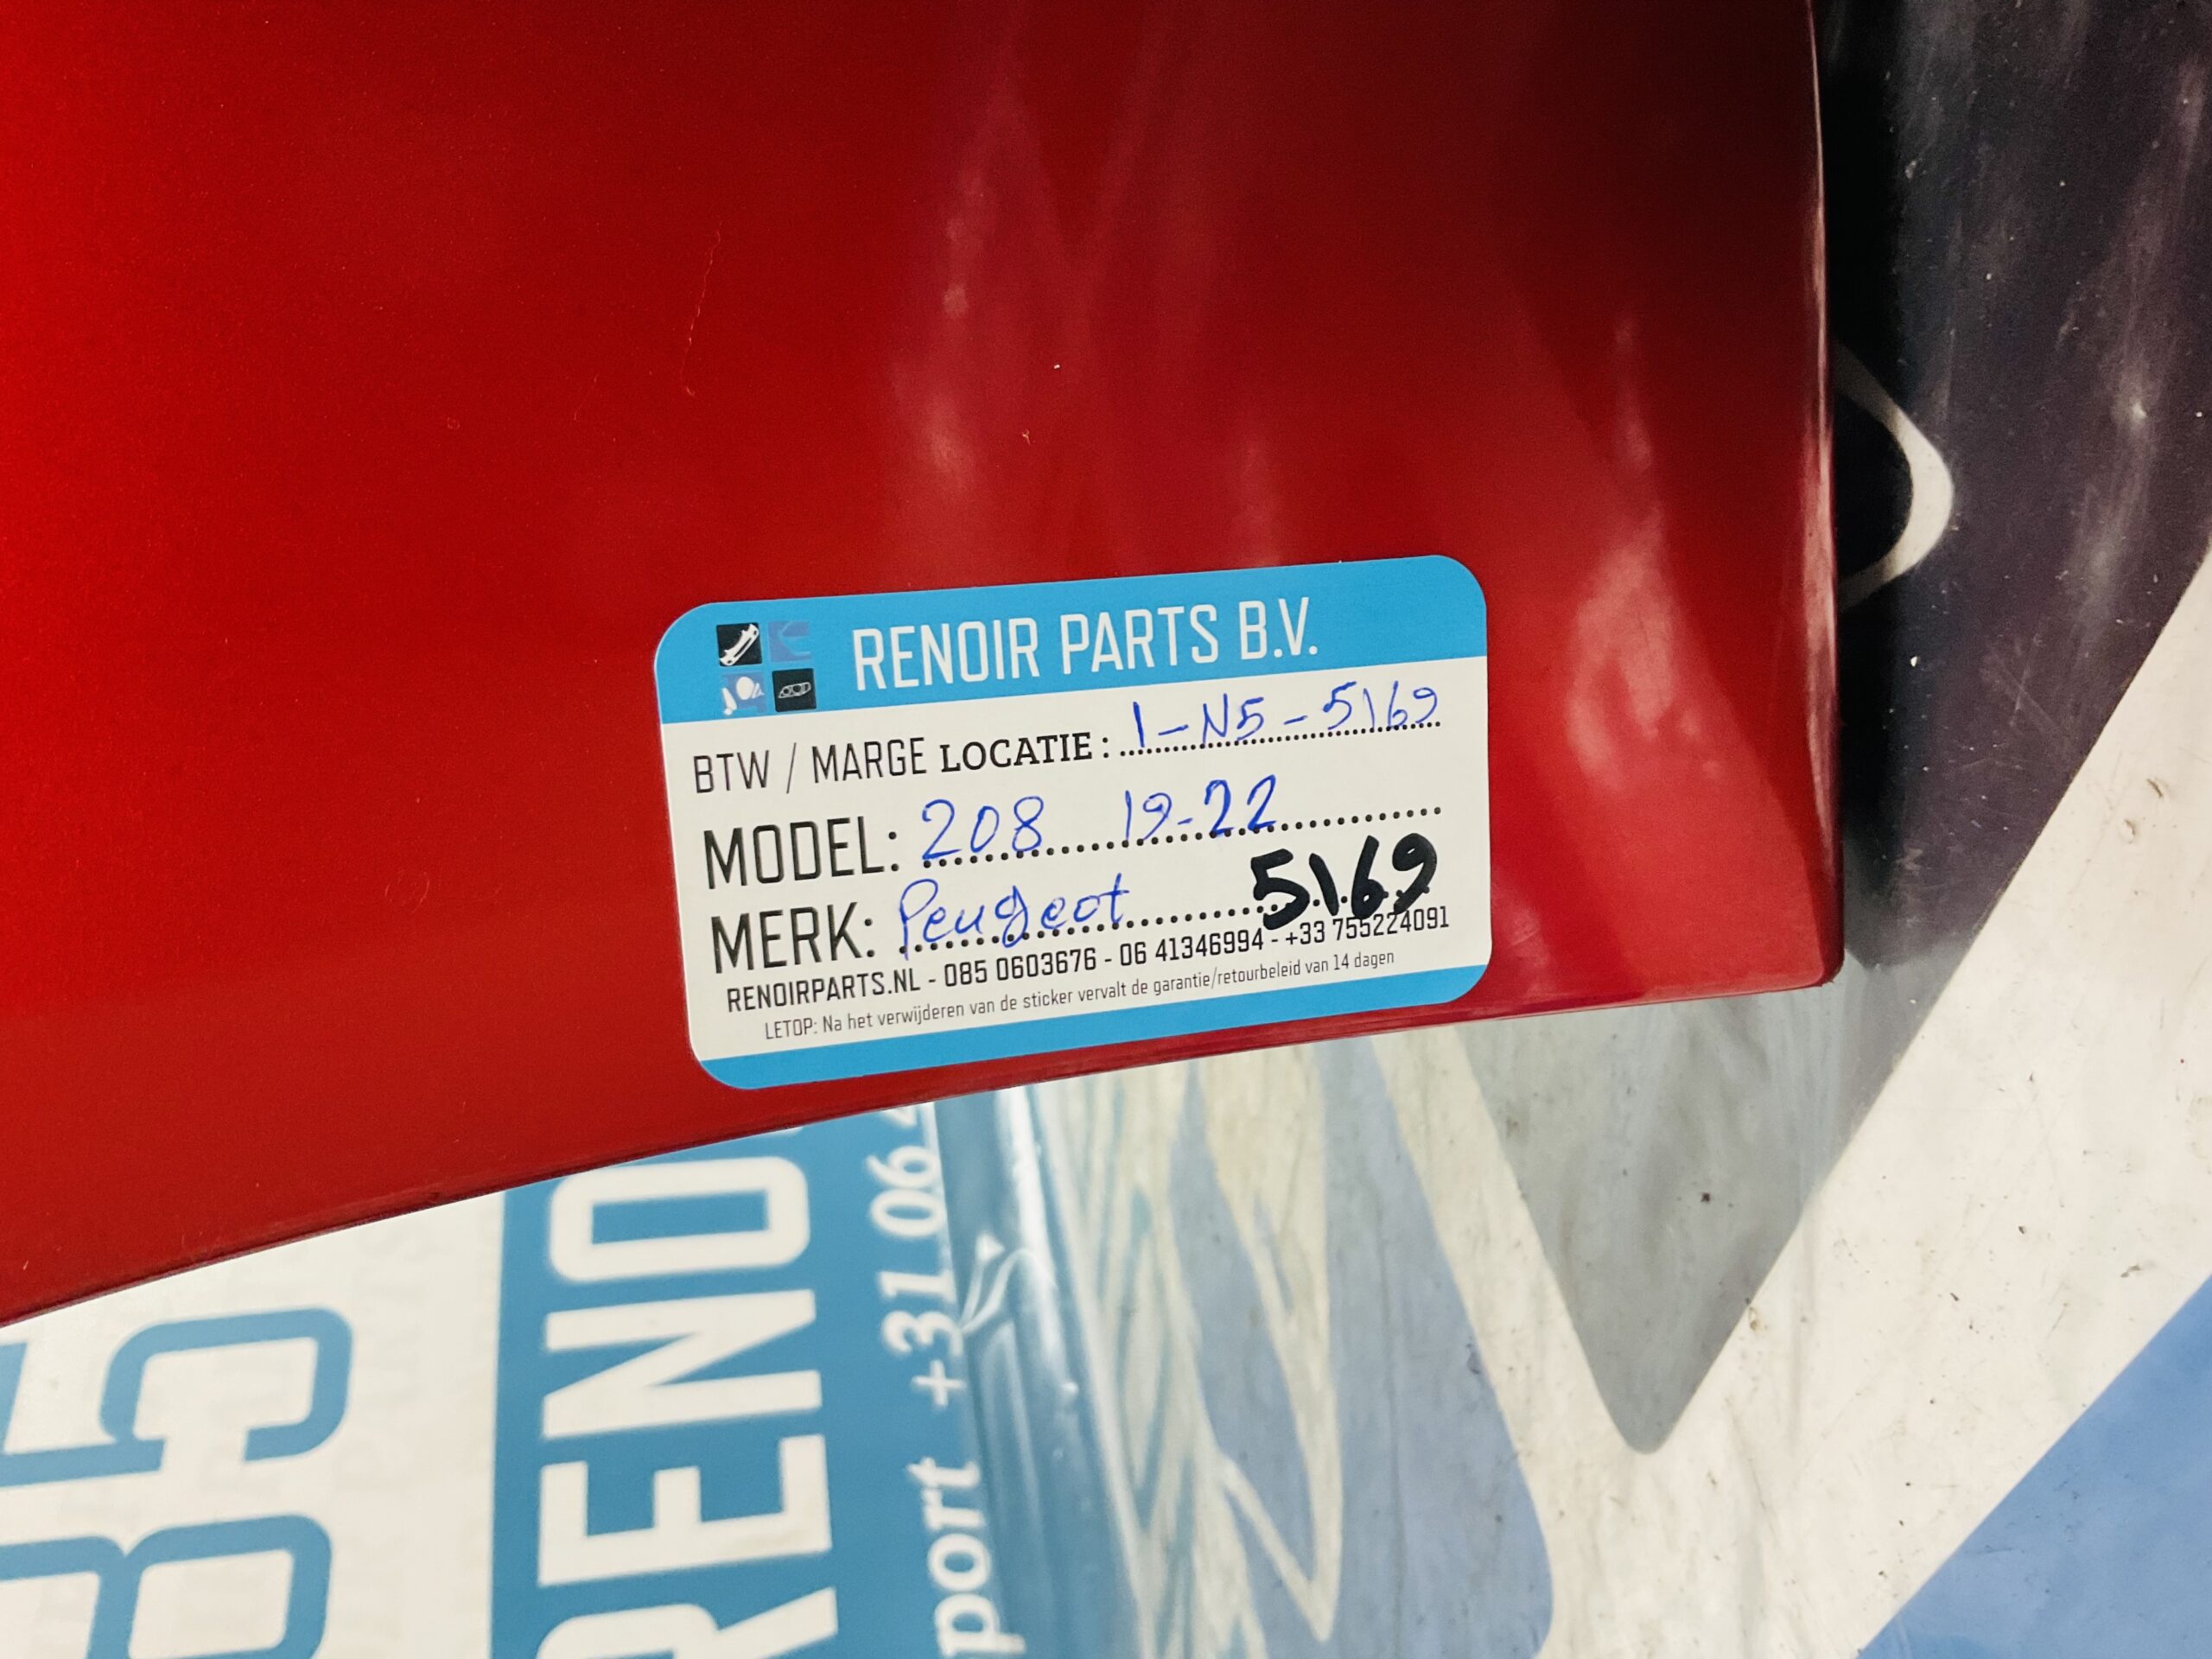 RENOIR PARTS B.V.
BTW / MARGE LOCATIE : 1-N5-5169
MODEL: 208 19-22
MERK: Peugeot 5169
RENOIRPARTS.NL - 085 0603676 - 06 41346994 - +33 755224091
LETOP: Na het verwijderen van de sticker vervalt de garantie/retourbeleid van 14 dagen
RENO
port +31 06